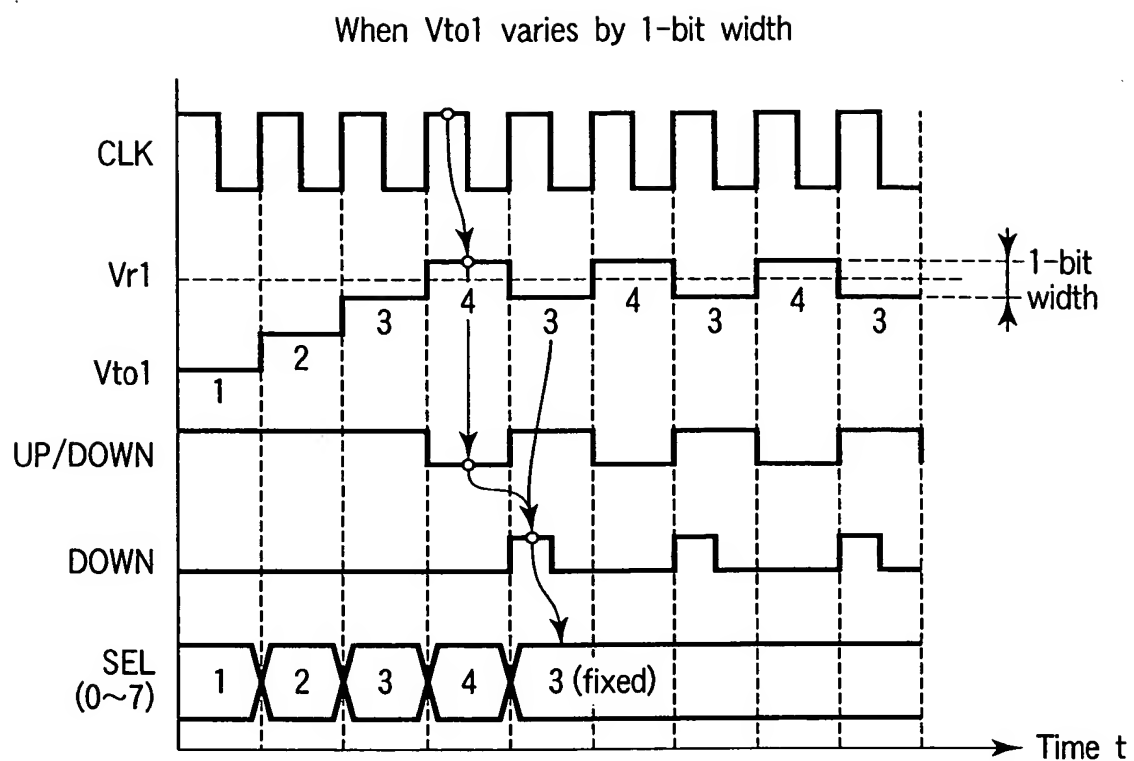 When Vto1 varies by 1-bit width
CLK
Vr1
1-bit
width
4
3
4
3
4
3
3
2
Vto1
1
UP/DOWN
DOWN
SEL
(0~7)
1
2
3
4
3 (fixed)
Time t